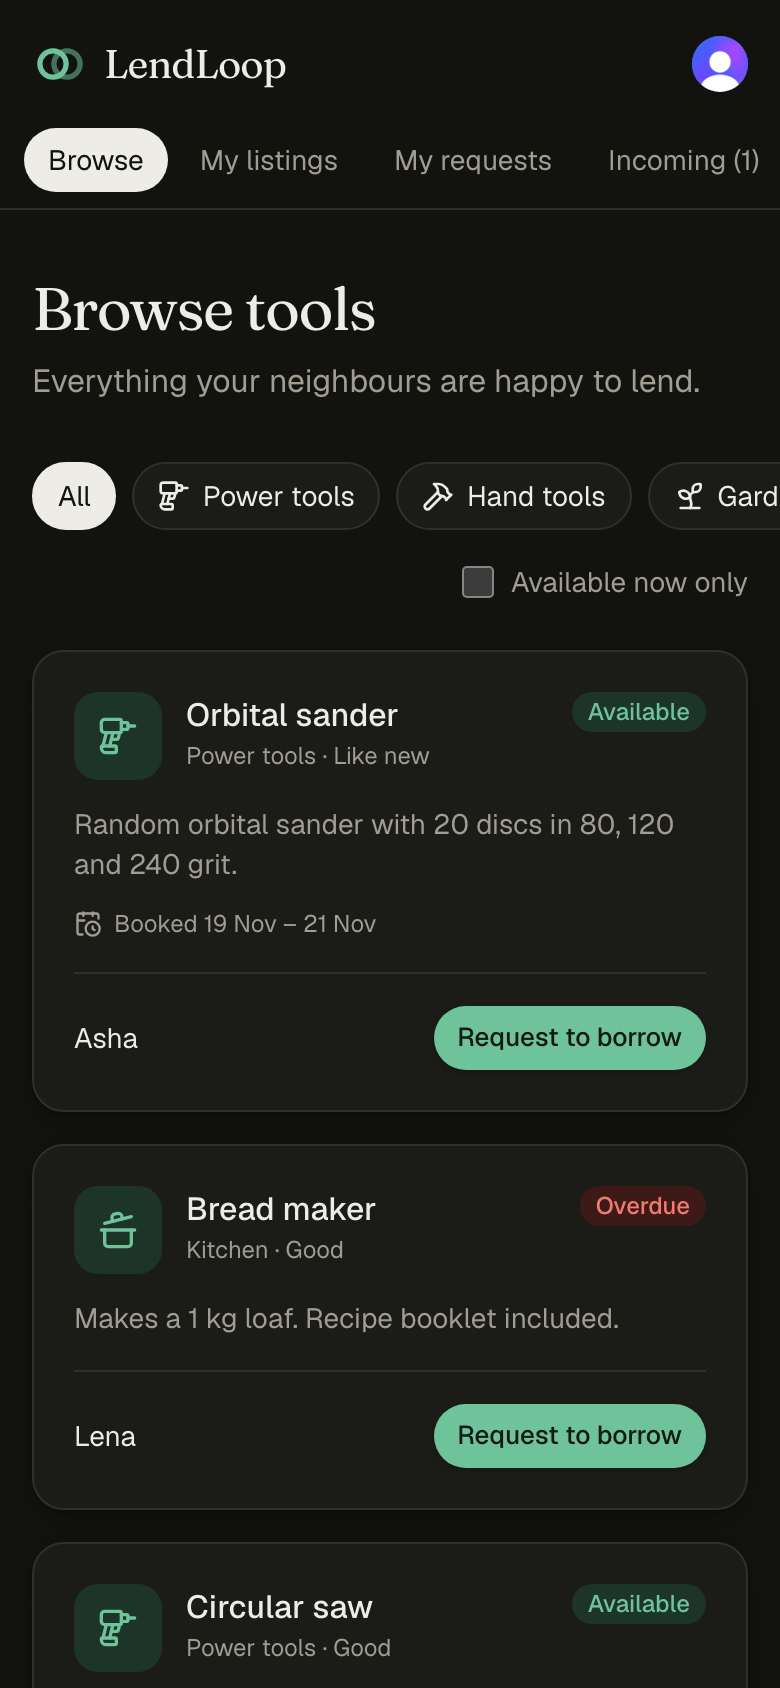 LendLoop
Browse
My listings
My requests
Incoming (1)
Browse tools
Everything your neighbours are happy to lend.
All
Power tools
Hand tools
Gard
Available now only
Orbital sander
Available
Power tools · Like new
Random orbital sander with 20 discs in 80, 120
and 240 grit.
Booked 19 Nov – 21 Nov
Asha
Request to borrow
Bread maker
Overdue
Kitchen · Good
Makes a 1 kg loaf. Recipe booklet included.
Lena
Request to borrow
Circular saw
Available
Power tools · Good